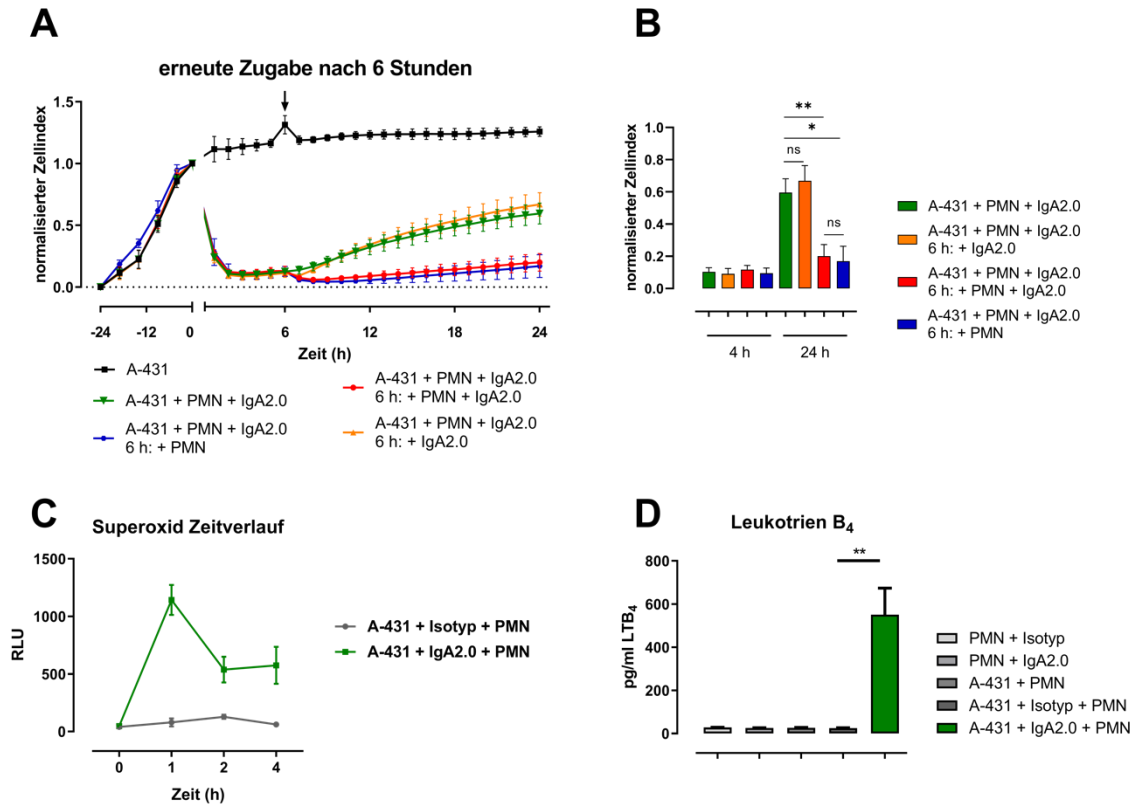 A
erneute Zugabe nach 6 Stunden
normalisierter Zellindex
1.5
1.0
0.5
0.0
-24
-12
0
6
12
18
24
Zeit (h)
A-431
A-431 + PMN + IgA2.0
A-431 + PMN + IgA2.0
6 h: + PMN
A-431 + PMN + IgA2.0
6 h: + PMN + IgA2.0
A-431 + PMN + IgA2.0
6 h: + IgA2.0
B
normalisierter Zellindex
1.0
0.8
0.6
0.4
0.2
0.0
**
*
ns
ns
4 h
24 h
A-431 + PMN + IgA2.0
A-431 + PMN + IgA2.0
6 h: + IgA2.0
A-431 + PMN + IgA2.0
6 h: + PMN + IgA2.0
A-431 + PMN + IgA2.0
6 h: + PMN
C
Superoxid Zeitverlauf
RLU
1500
1000
500
0
0
1
2
4
Zeit (h)
A-431 + Isotyp + PMN
A-431 + IgA2.0 + PMN
D
Leukotrien B4
pg/ml LTB4
800
600
400
200
0
**
PMN + Isotyp
PMN + IgA2.0
A-431 + PMN
A-431 + Isotyp + PMN
A-431 + IgA2.0 + PMN